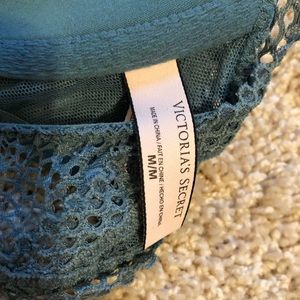 VICTORIA'S SECRET
MADE IN CHINA / FAIT EN CHINE / HECHO EN CHINA
M/M